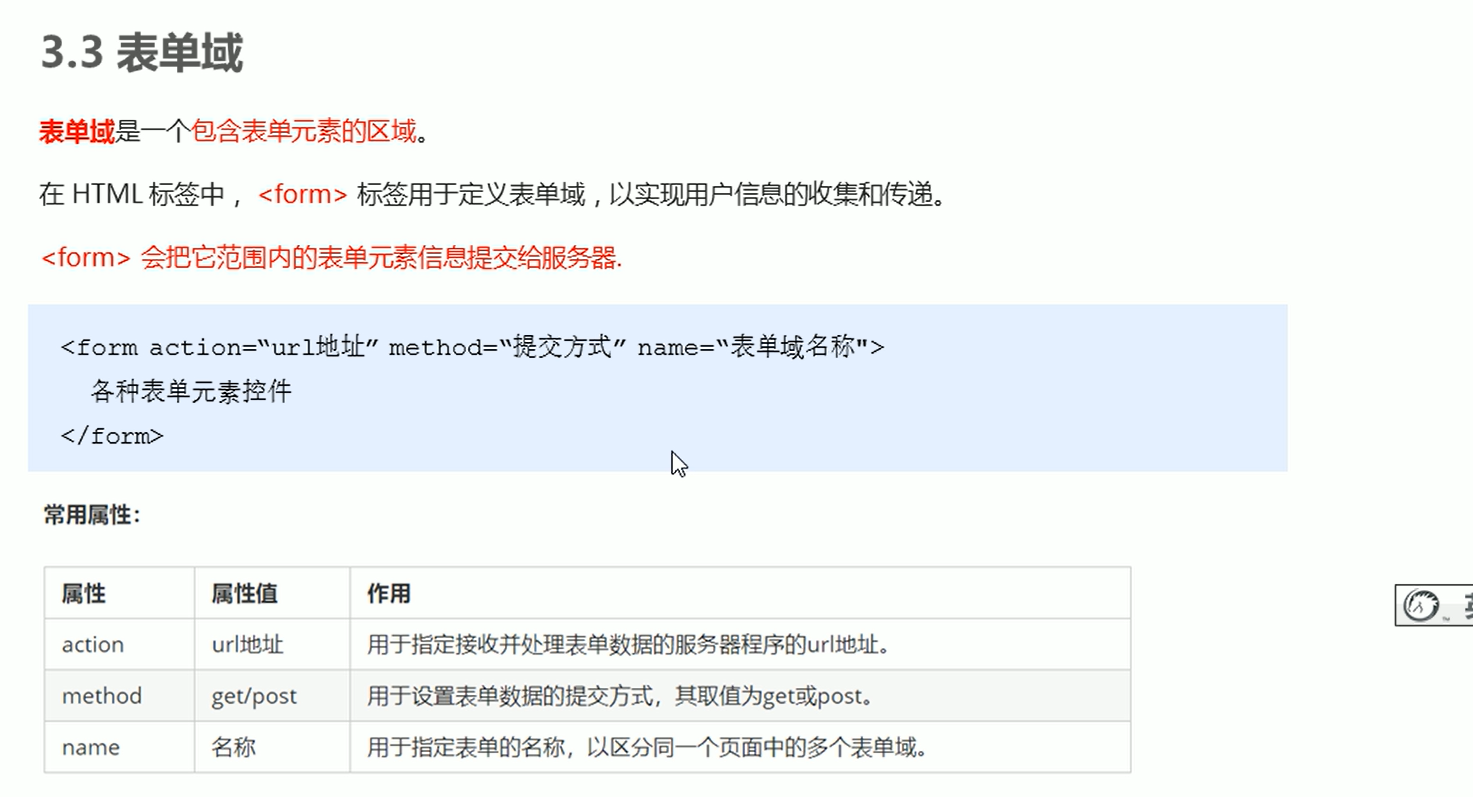 3.3 表单域
表单域是一个包含表单元素的区域。
在 HTML 标签中， <form> 标签用于定义表单域，以实现用户信息的收集和传递。
<form> 会把它范围内的表单元素信息提交给服务器.
<form action=“url地址” method=“提交方式” name=“表单域名称">
各种表单元素控件
</form>
常用属性：
属性 属性值 作用
action url地址 用于指定接收并处理表单数据的服务器程序的url地址。
method get/post 用于设置表单数据的提交方式，其取值为get或post。
name 名称 用于指定表单的名称，以区分同一个页面中的多个表单域。